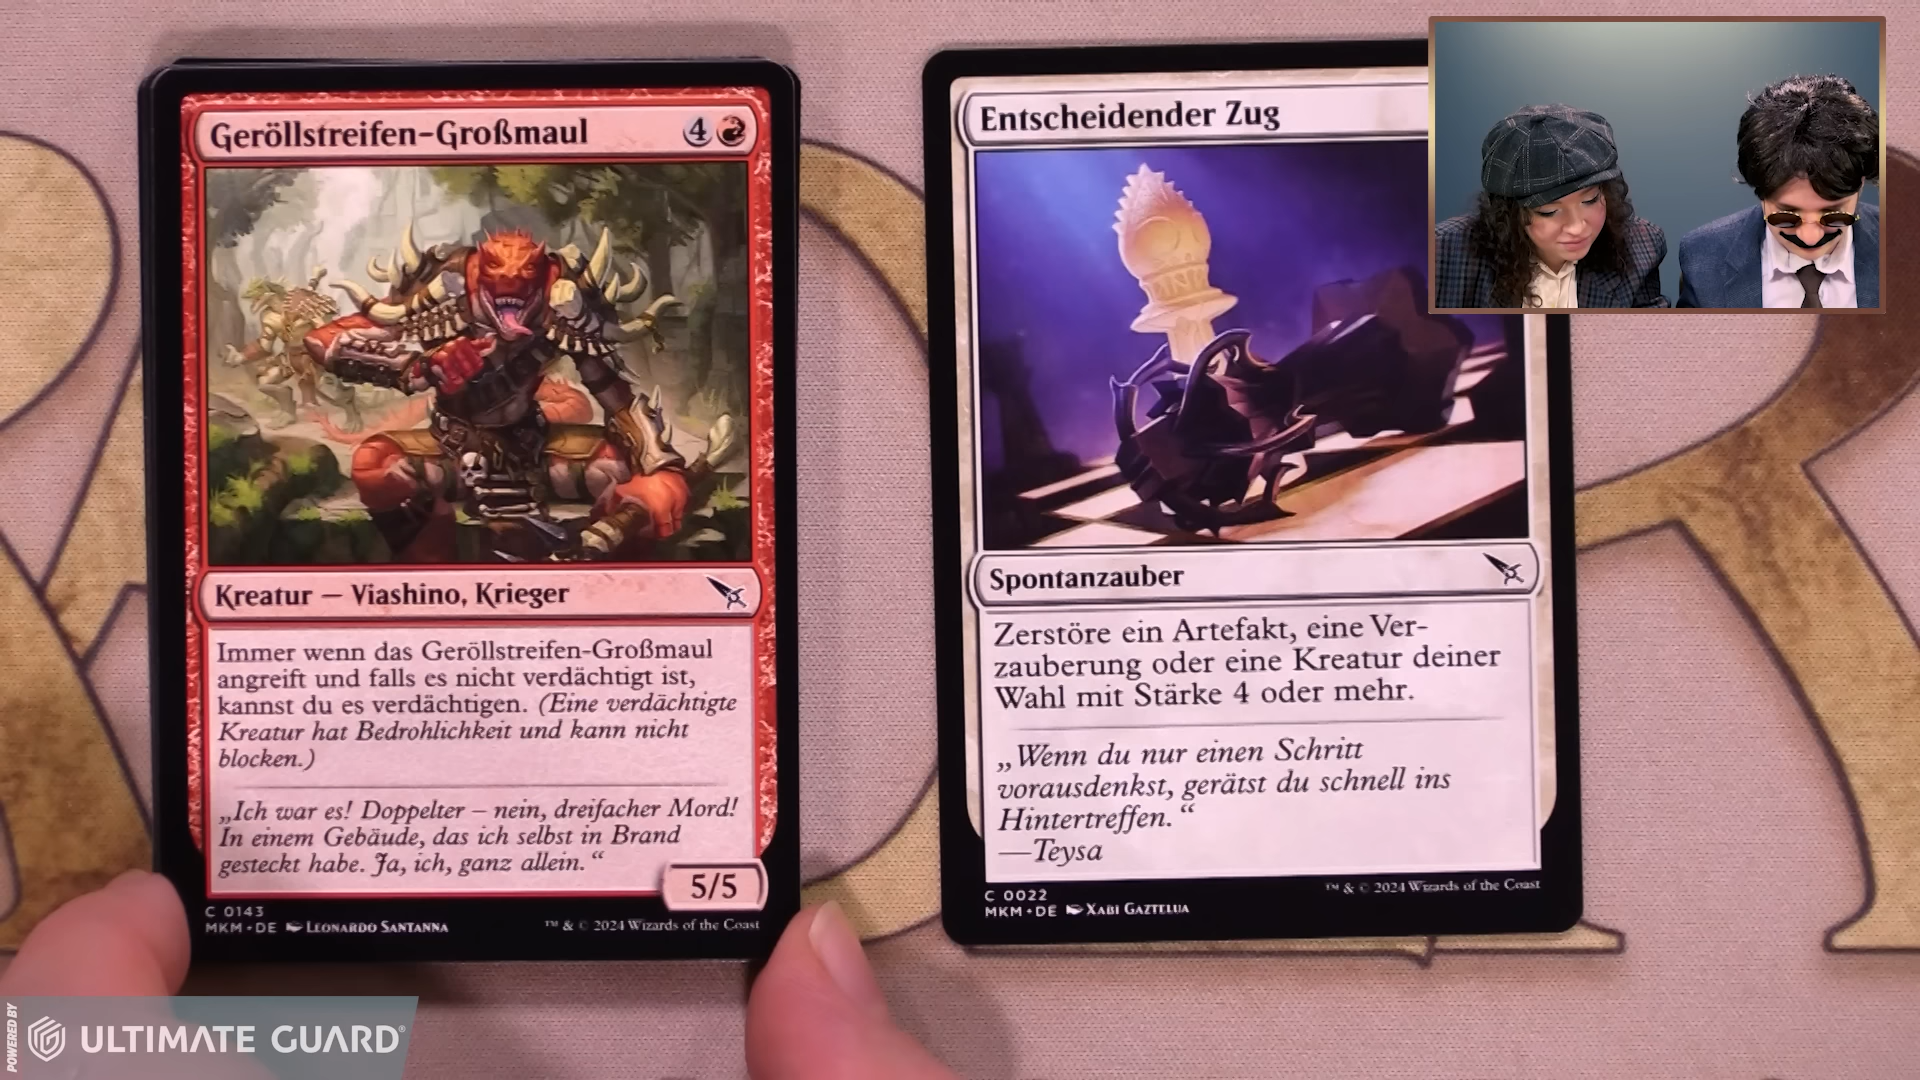 Geröllstreifen-Großmaul
4
Kreatur — Viashino, Krieger
Immer wenn das Geröllstreifen-Großmaul
angreift und falls es nicht verdächtigt ist,
kannst du es verdächtigen. (Eine verdächtigte
Kreatur hat Bedrohlichkeit und kann nicht
blocken.)
„Ich war es! Doppelter – nein, dreifacher Mord!
In einem Gebäude, das ich selbst in Brand
gesteckt habe. Ja, ich, ganz allein.“
5/5
C 0143
MKM • DE Leonardo Santanna
™ & © 2024 Wizards of the Coast
Entscheidender Zug
Spontanzauber
Zerstöre ein Artefakt, eine Ver-
zauberung oder eine Kreatur deiner
Wahl mit Stärke 4 oder mehr.
„Wenn du nur einen Schritt
vorausdenkst, gerätst du schnell ins
Hintertreffen.“
—Teysa
C 0022
MKM • DE Xabi Gaztelua
™ & © 2024 Wizards of the Coast
POWERED BY
ULTIMATE GUARD®